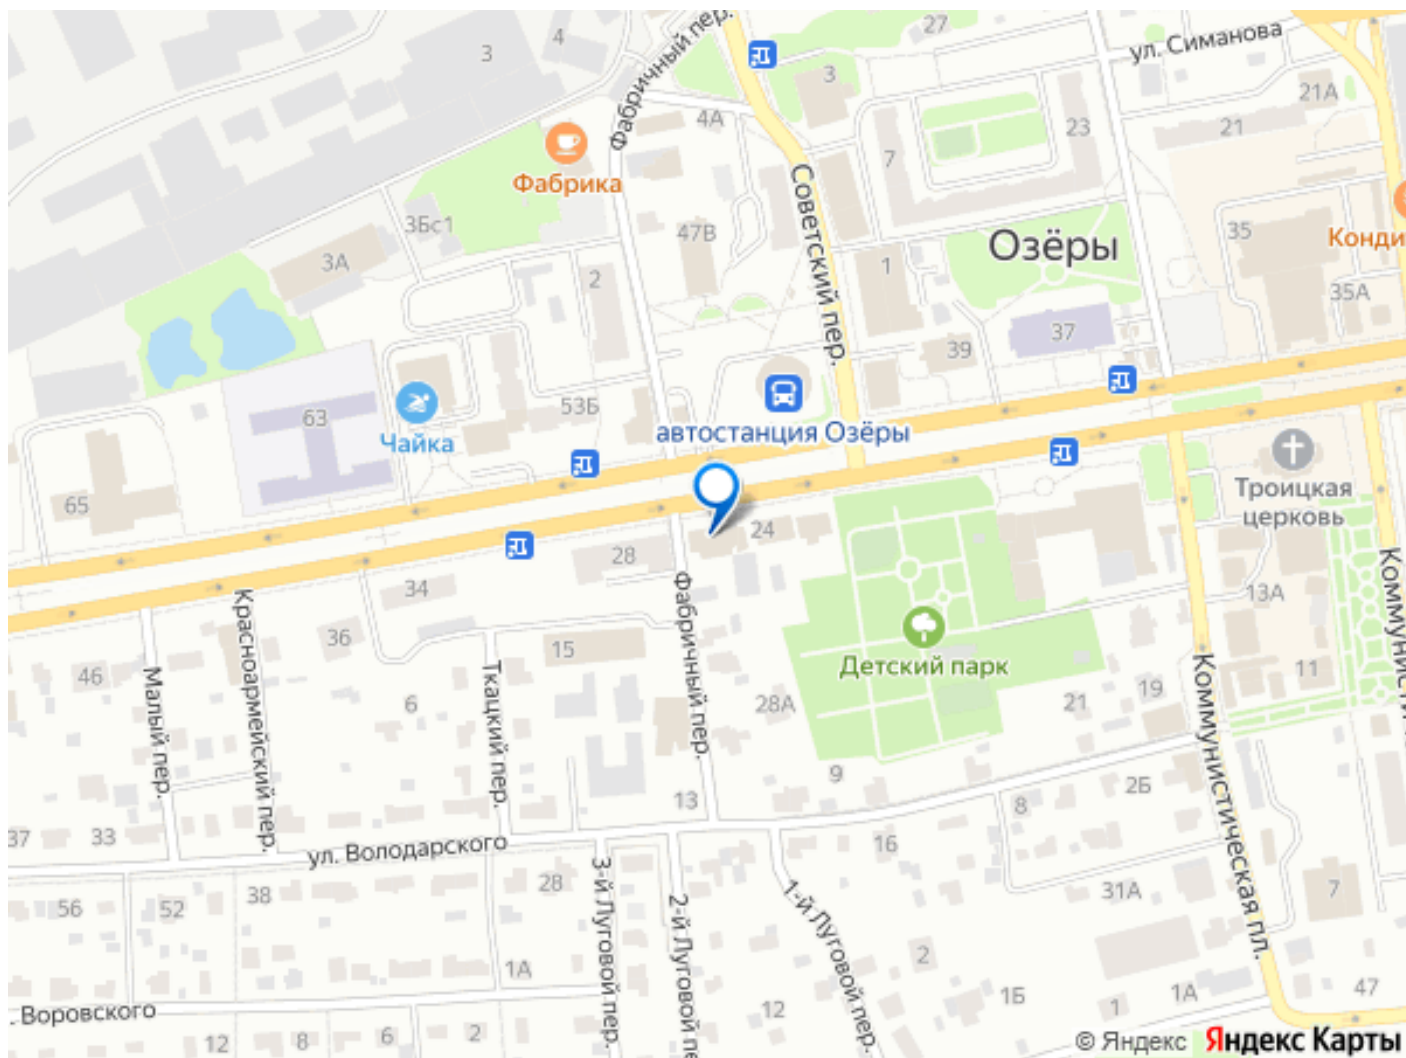 Фабричный пер.
27
ул. Симанова
4
3
3
21А
4А
23
21
7
Фабрика
Советский пер.
3Бс1
47В
35
Озёры
Конди
3А
2
1
35А
37
39
53Б
63
Чайка
автостанция Озёры
65
Троицкая
церковь
24
28
34
Фабричный пер.
Красноармейский пер.
13А
36
15
Детский парк
46
Малый пер.
Ткацкий пер.
6
28А
21
19
11
Коммунистическая пл.
Коммунисти
9
2Б
13
8
37
33
ул. Володарского
16
28
38
31А
7
56
52
3-й Луговой пер.
2-й Луговой пе
1-й Луговой пер.
2
1А
1Б
1А
47
. Воровского
12
1
12
8
6
2
© Яндекс Яндекс Карты